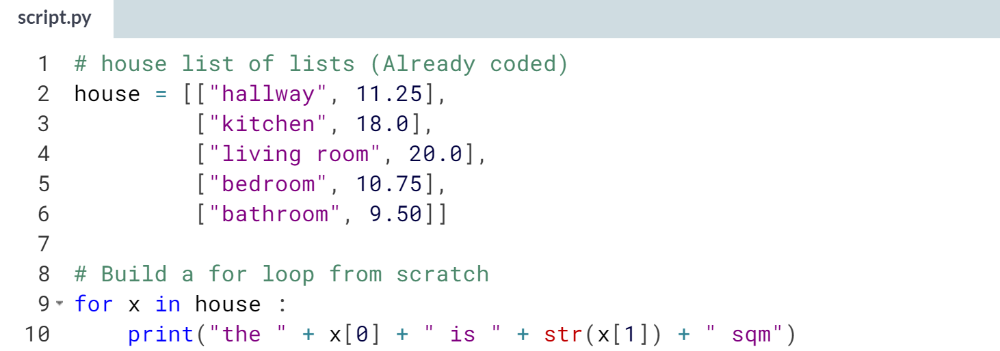 script.py
1 # house list of lists (Already coded)
2 house = [["hallway", 11.25],
3          ["kitchen", 18.0],
4          ["living room", 20.0],
5          ["bedroom", 10.75],
6          ["bathroom", 9.50]]
7
8 # Build a for loop from scratch
9 for x in house :
10     print("the " + x[0] + " is " + str(x[1]) + " sqm")